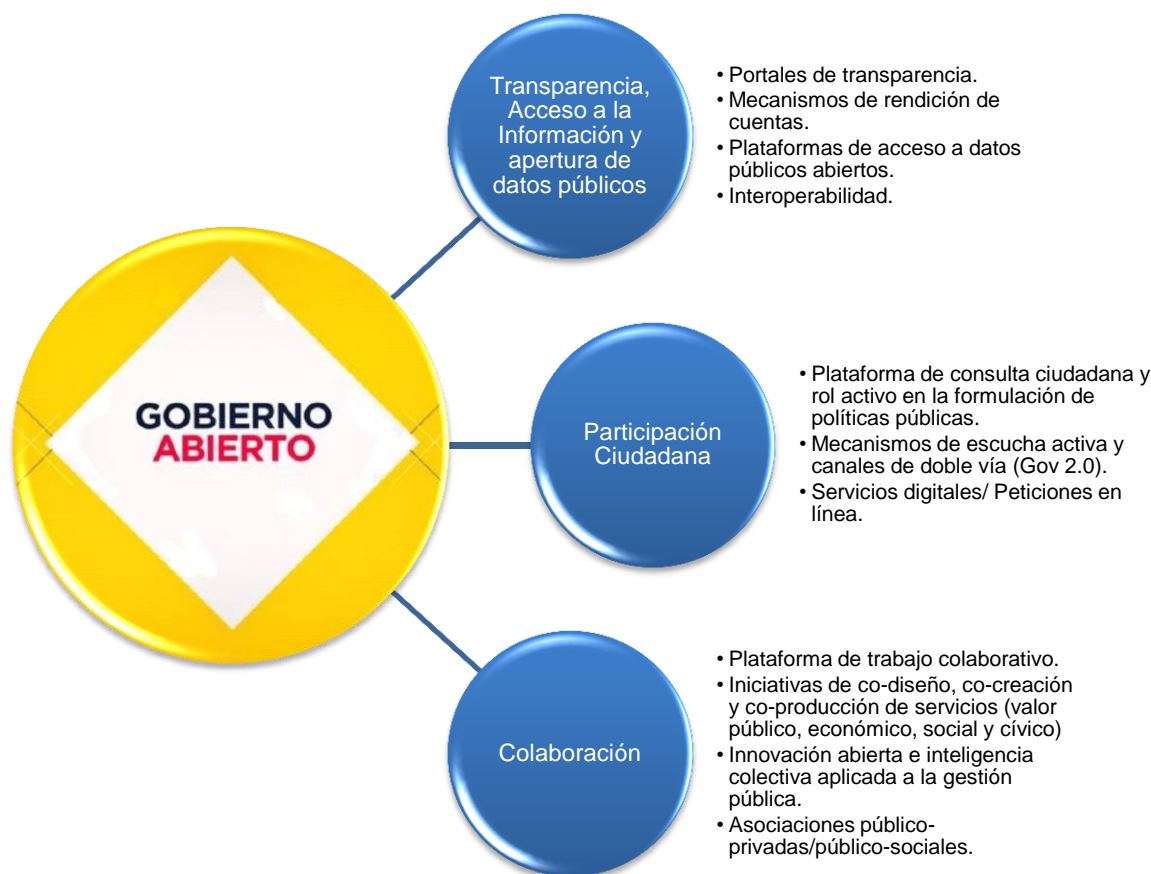 Transparencia,
Acceso a la
Información y
apertura de
datos públicos
• Portales de transparencia.
• Mecanismos de rendición de
cuentas.
• Plataformas de acceso a datos
públicos abiertos.
• Interoperabilidad.
GOBIERNO
ABIERTO
Participación
Ciudadana
• Plataforma de consulta ciudadana y
rol activo en la formulación de
políticas públicas.
• Mecanismos de escucha activa y
canales de doble vía (Gov 2.0).
• Servicios digitales/ Peticiones en
línea.
Colaboración
• Plataforma de trabajo colaborativo.
• Iniciativas de co-diseño, co-creación
y co-producción de servicios (valor
público, económico, social y cívico)
• Innovación abierta e inteligencia
colectiva aplicada a la gestión
pública.
• Asociaciones público-
privadas/público-sociales.